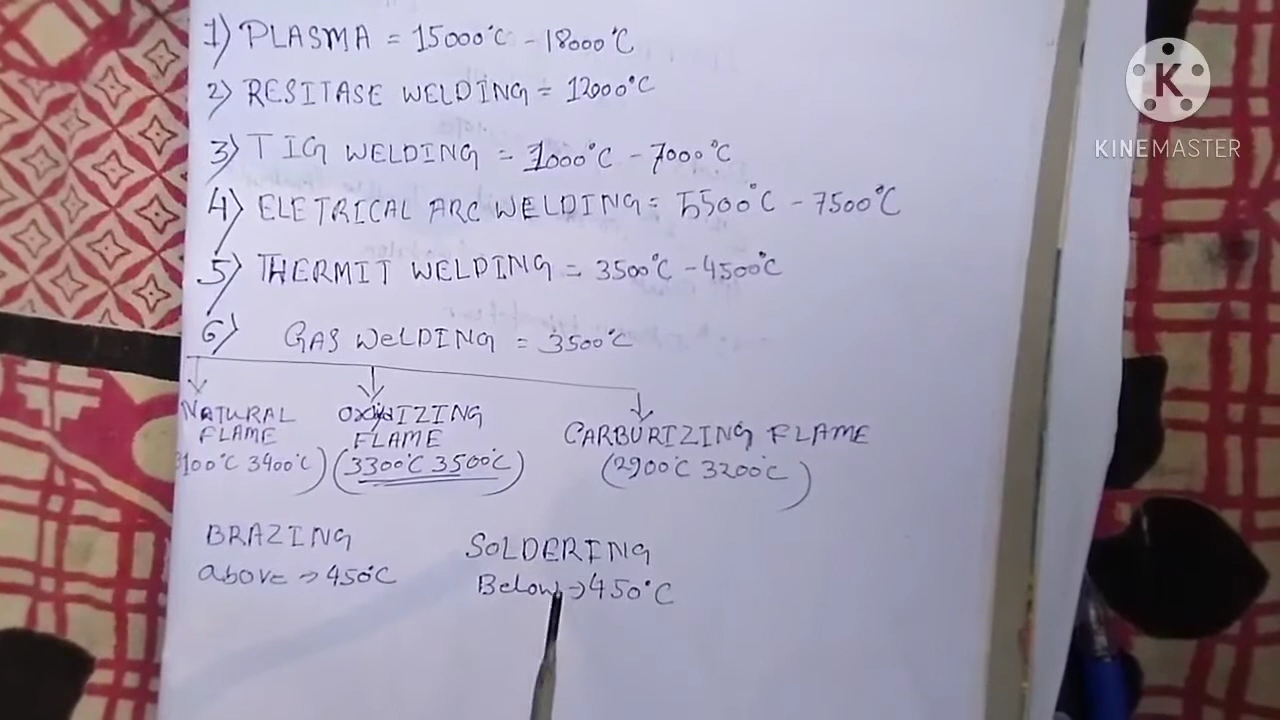 1) PLASMA = 15000°C - 18000°C
2) RESITASE WELDING = 12000°C
3) TIG WELDING = 1000°C - 7000°C
4) ELETRICAL ARC WELDING = 5500°C - 7500°C
5) THERMIT WELDING = 3500°C - 4500°C
6) GAS WELDING = 3500°C
NATURAL FLAME
100°C 3400°C)
OXIDIZING FLAME
(3300°C 3500°C)
CARBURIZING FLAME
(2900°C 3200°C)
BRAZING
above → 450°C
SOLDERING
Below → 450°C
K
KINEMASTER